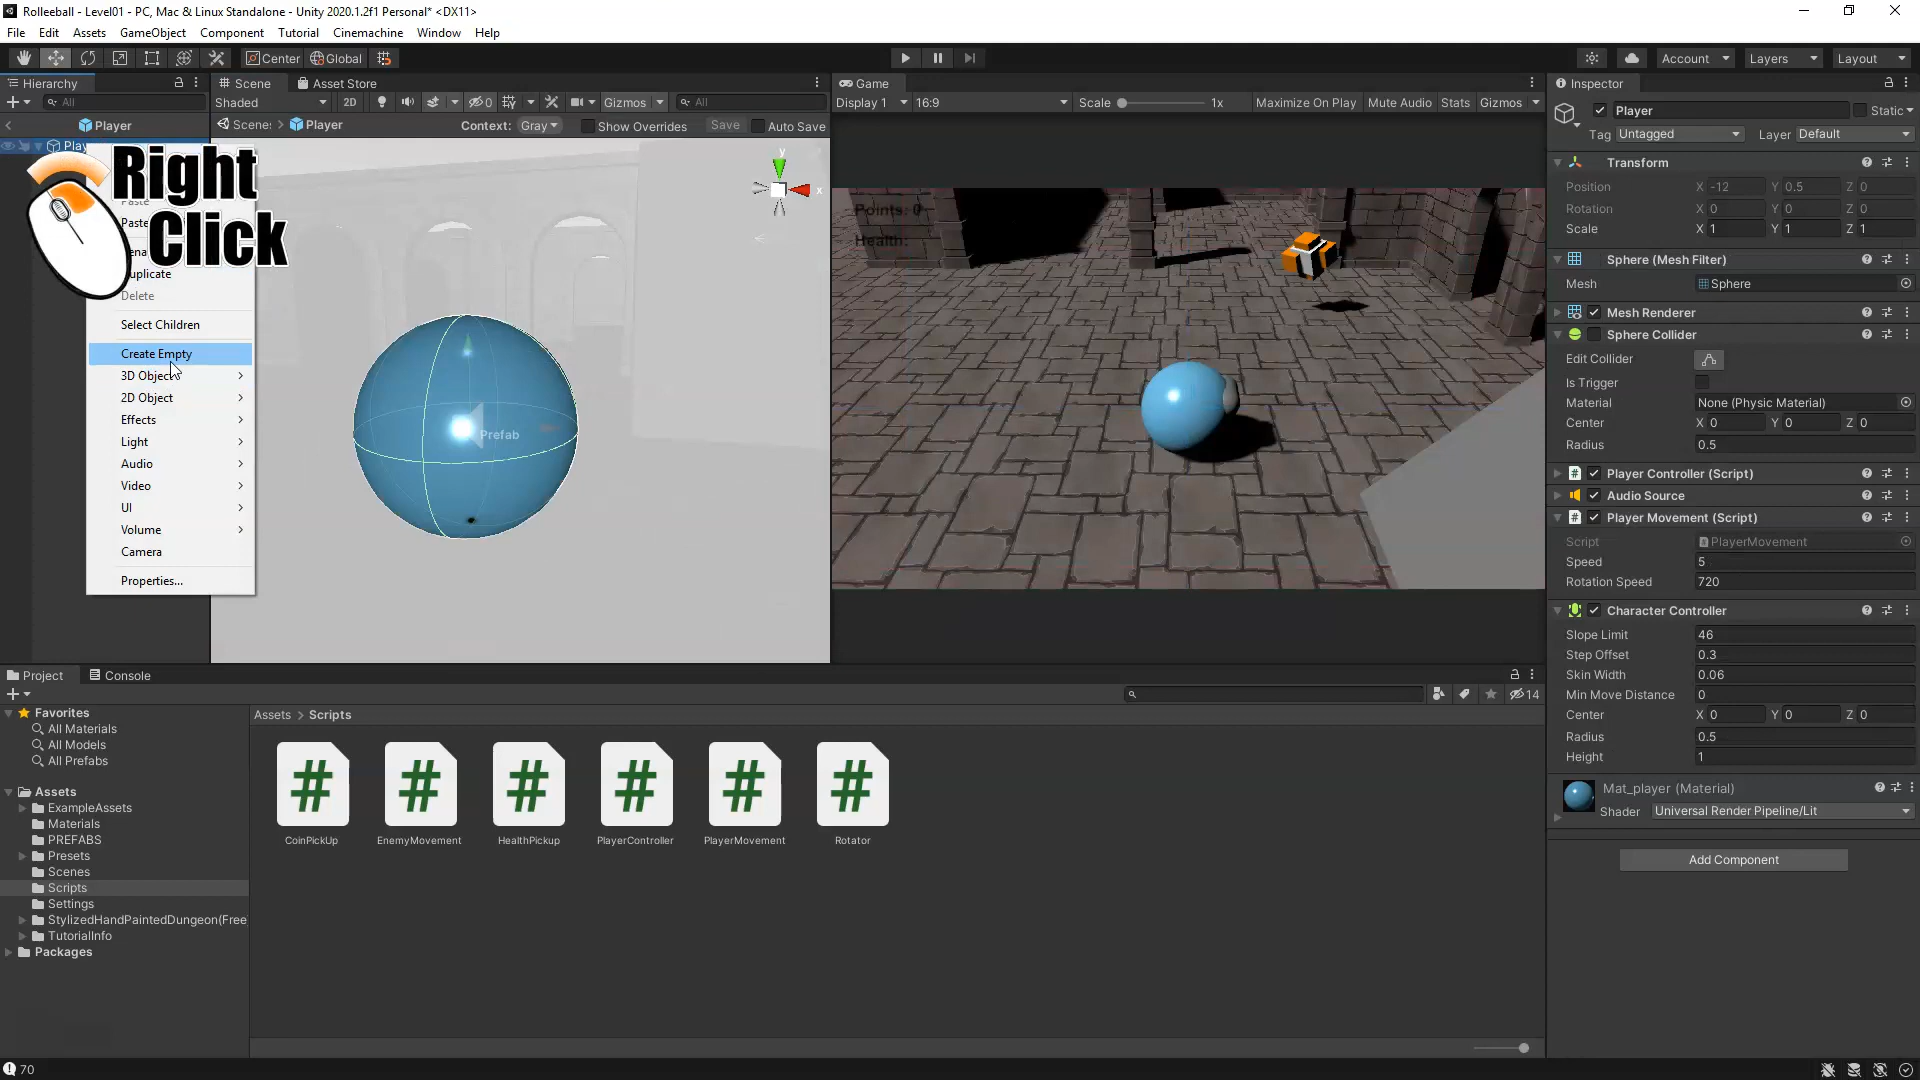 Rolleeball - Level01 - PC, Mac & Linux Standalone - Unity 2020.1.2f1 Personal* <DX11>
File Edit Assets GameObject Component Tutorial Cinemachine Window Help
Center Global Account Layers Layout
Hierarchy
All
Player
Scene Asset Store
Shaded 2D 0 Gizmos All
Scenes Player Context: Gray Show Overrides Save Auto Save
Right
Click
Paste
Delete
Select Children
Create Empty
3D Object
2D Object
Effects
Light
Audio
Video
UI
Volume
Camera
Properties...
y
x
Prefab
Game
Display 1 16:9 Scale 1x Maximize On Play Mute Audio Stats Gizmos
Points: 0
Health:
Inspector
Player Static
Tag Untagged Layer Default
Transform
Position X -12 Y 0.5 Z 0
Rotation X 0 Y 0 Z 0
Scale X 1 Y 1 Z 1
Sphere (Mesh Filter)
Mesh Sphere
Mesh Renderer
Sphere Collider
Edit Collider
Is Trigger
Material None (Physic Material)
Center X 0 Y 0 Z 0
Radius 0.5
Player Controller (Script)
Audio Source
Player Movement (Script)
Script PlayerMovement
Speed 5
Rotation Speed 720
Character Controller
Slope Limit 46
Step Offset 0.3
Skin Width 0.06
Min Move Distance 0
Center X 0 Y 0 Z 0
Radius 0.5
Height 1
Mat_player (Material)
Shader Universal Render Pipeline/Lit
Add Component
Project Console
14
Favorites
All Materials
All Models
All Prefabs
Assets
ExampleAssets
Materials
PREFABS
Presets
Scenes
Scripts
Settings
StylizedHandPaintedDungeon(Free
TutorialInfo
Packages
Assets > Scripts
CoinPickUp EnemyMovement HealthPickup PlayerController PlayerMovement Rotator
70